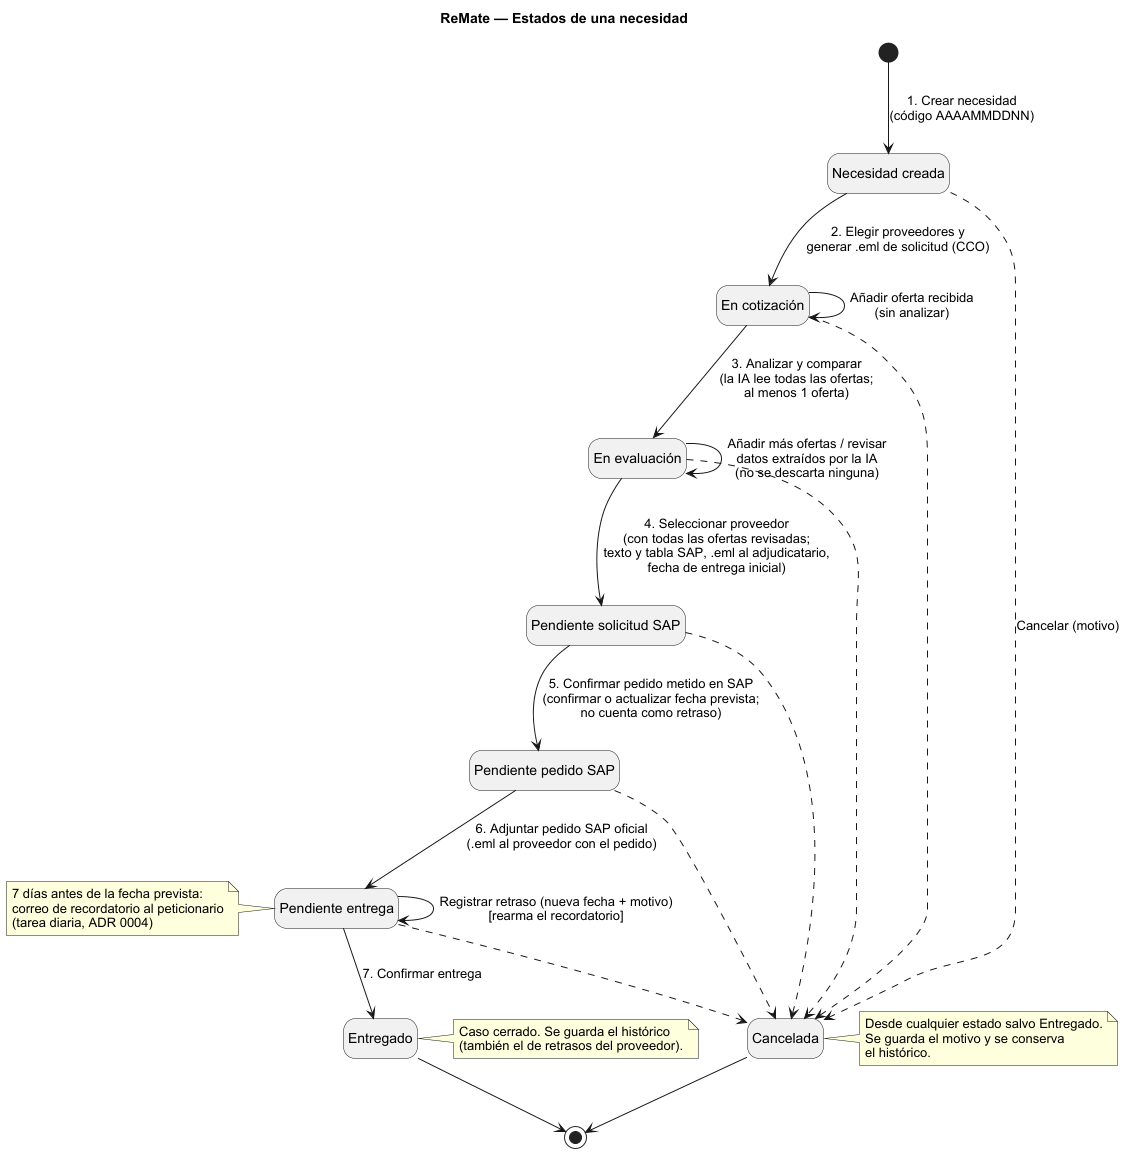 ReMate — Estados de una necesidad
1. Crear necesidad
(código AAAAMMDDNN)
Necesidad creada
2. Elegir proveedores y
generar .eml de solicitud (CCO)
En cotización
Añadir oferta recibida
(sin analizar)
3. Analizar y comparar
(la IA lee todas las ofertas;
al menos 1 oferta)
En evaluación
Añadir más ofertas / revisar
datos extraídos por la IA
(no se descarta ninguna)
4. Seleccionar proveedor
(con todas las ofertas revisadas;
texto y tabla SAP, .eml al adjudicatario,
fecha de entrega inicial)
Pendiente solicitud SAP
Cancelar (motivo)
5. Confirmar pedido metido en SAP
(confirmar o actualizar fecha prevista;
no cuenta como retraso)
Pendiente pedido SAP
6. Adjuntar pedido SAP oficial
(.eml al proveedor con el pedido)
7 días antes de la fecha prevista:
correo de recordatorio al peticionario
(tarea diaria, ADR 0004)
Pendiente entrega
Registrar retraso (nueva fecha + motivo)
[rearma el recordatorio]
7. Confirmar entrega
Entregado
Caso cerrado. Se guarda el histórico
(también el de retrasos del proveedor).
Cancelada
Desde cualquier estado salvo Entregado.
Se guarda el motivo y se conserva
el histórico.